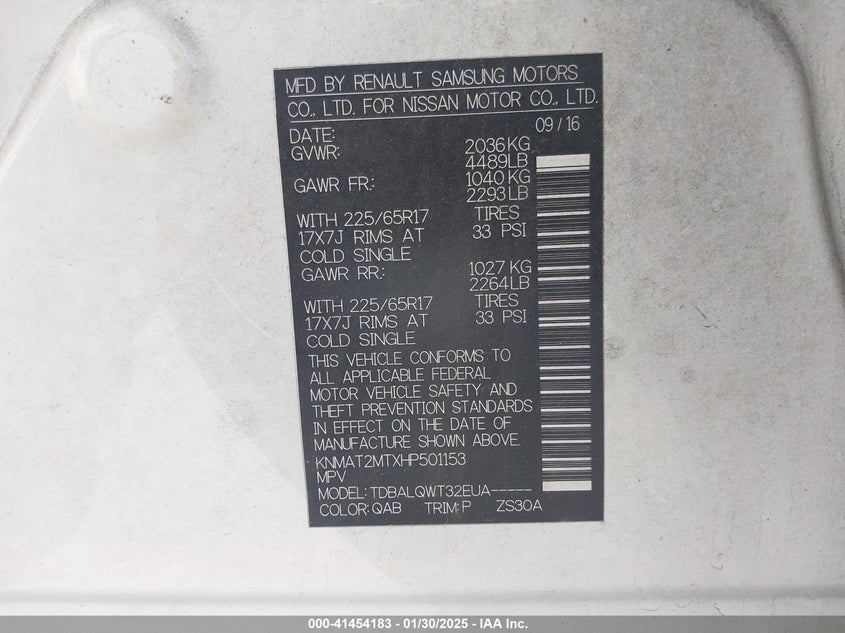 MFD BY RENAULT SAMSUNG MOTORS
CO., LTD. FOR NISSAN MOTOR CO., LTD.
DATE: 09 / 16
GVWR: 2036KG
4489LB
GAWR FR.: 1040 KG
2293LB
WITH 225/65R17 TIRES
17X7J RIMS AT 33 PSI
COLD SINGLE
GAWR RR.: 1027 KG
2264LB
WITH 225/65R17 TIRES
17X7J RIMS AT 33 PSI
COLD SINGLE
THIS VEHICLE CONFORMS TO
ALL APPLICABLE FEDERAL
MOTOR VEHICLE SAFETY AND
THEFT PREVENTION STANDARDS
IN EFFECT ON THE DATE OF
MANUFACTURE SHOWN ABOVE.
KNMAT2MTXHP501153
MPV
MODEL: TDBALQWT32EUA-----
COLOR: QAB TRIM: P ZS30A
000-41454183 - 01/30/2025 - IAA Inc.